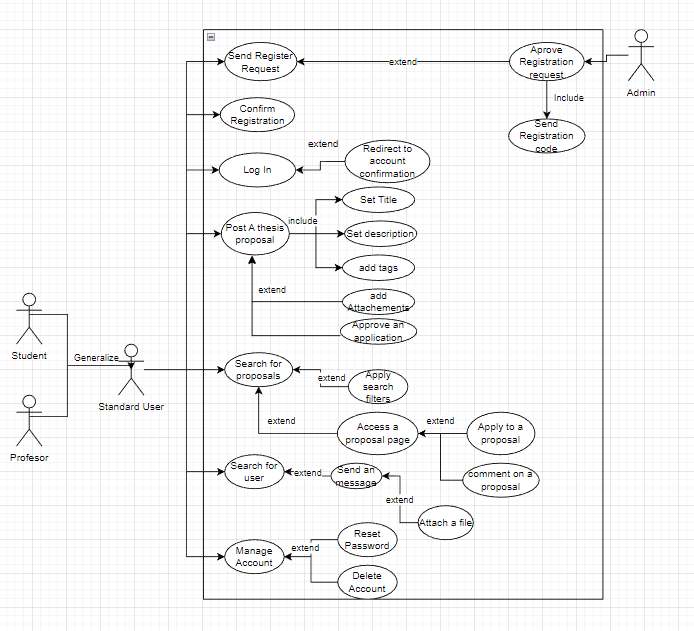 Send Register
Request
extend
Aprove
Registration
request
Admin
Include
Send
Registration
code
Confirm
Registration
Log In
extend
Redirect to
account
confirmation
Post A thesis
proposal
include
Set Title
Set description
add tags
extend
add
Attachements
Approve an
application
Student
Generalize
Standard User
Profesor
Search for
proposals
extend
Apply
search
filters
extend
Access a
proposal page
extend
Apply to a
proposal
comment on a
proposal
Search for
user
extend
Send an
message
extend
Attach a file
Manage
Account
extend
Reset
Password
Delete
Account